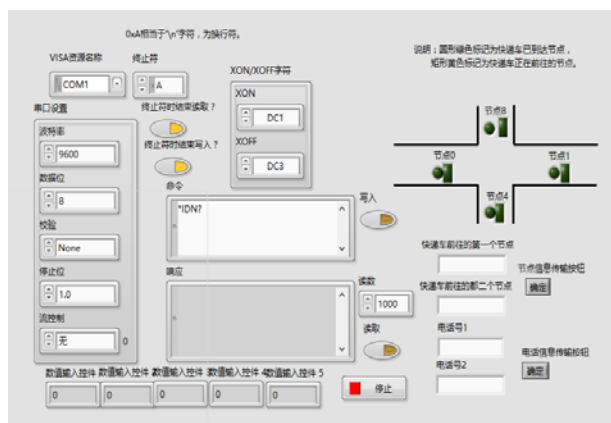 0xA相当于'\n'字符，为换行符。
说明：圆形绿色标记为快递车已到达节点，
矩形黄色标记为快递车正在前往的节点。
VISA资源名称
终止符
COM1
A
XON/XOFF字符
XON
DC1
XOFF
DC3
串口设置
终止符时结束读取？
终止符时结束写入？
波特率
9600
数据位
8
校验
None
停止位
1.0
流控制
无
0
命令
*IDN?
写入
响应
读数
1000
读取
节点8
节点0
节点1
节点4
快递车前往的第一个节点
节点信息传输按钮
快递车前往的都二个节点
确定
电话号1
电话信息传输按钮
电话号2
确定
数值输入控件 数值输入控件 2数值输入控件 3数值输入控件 4数值输入控件 5
0 0 0 0 0
停止